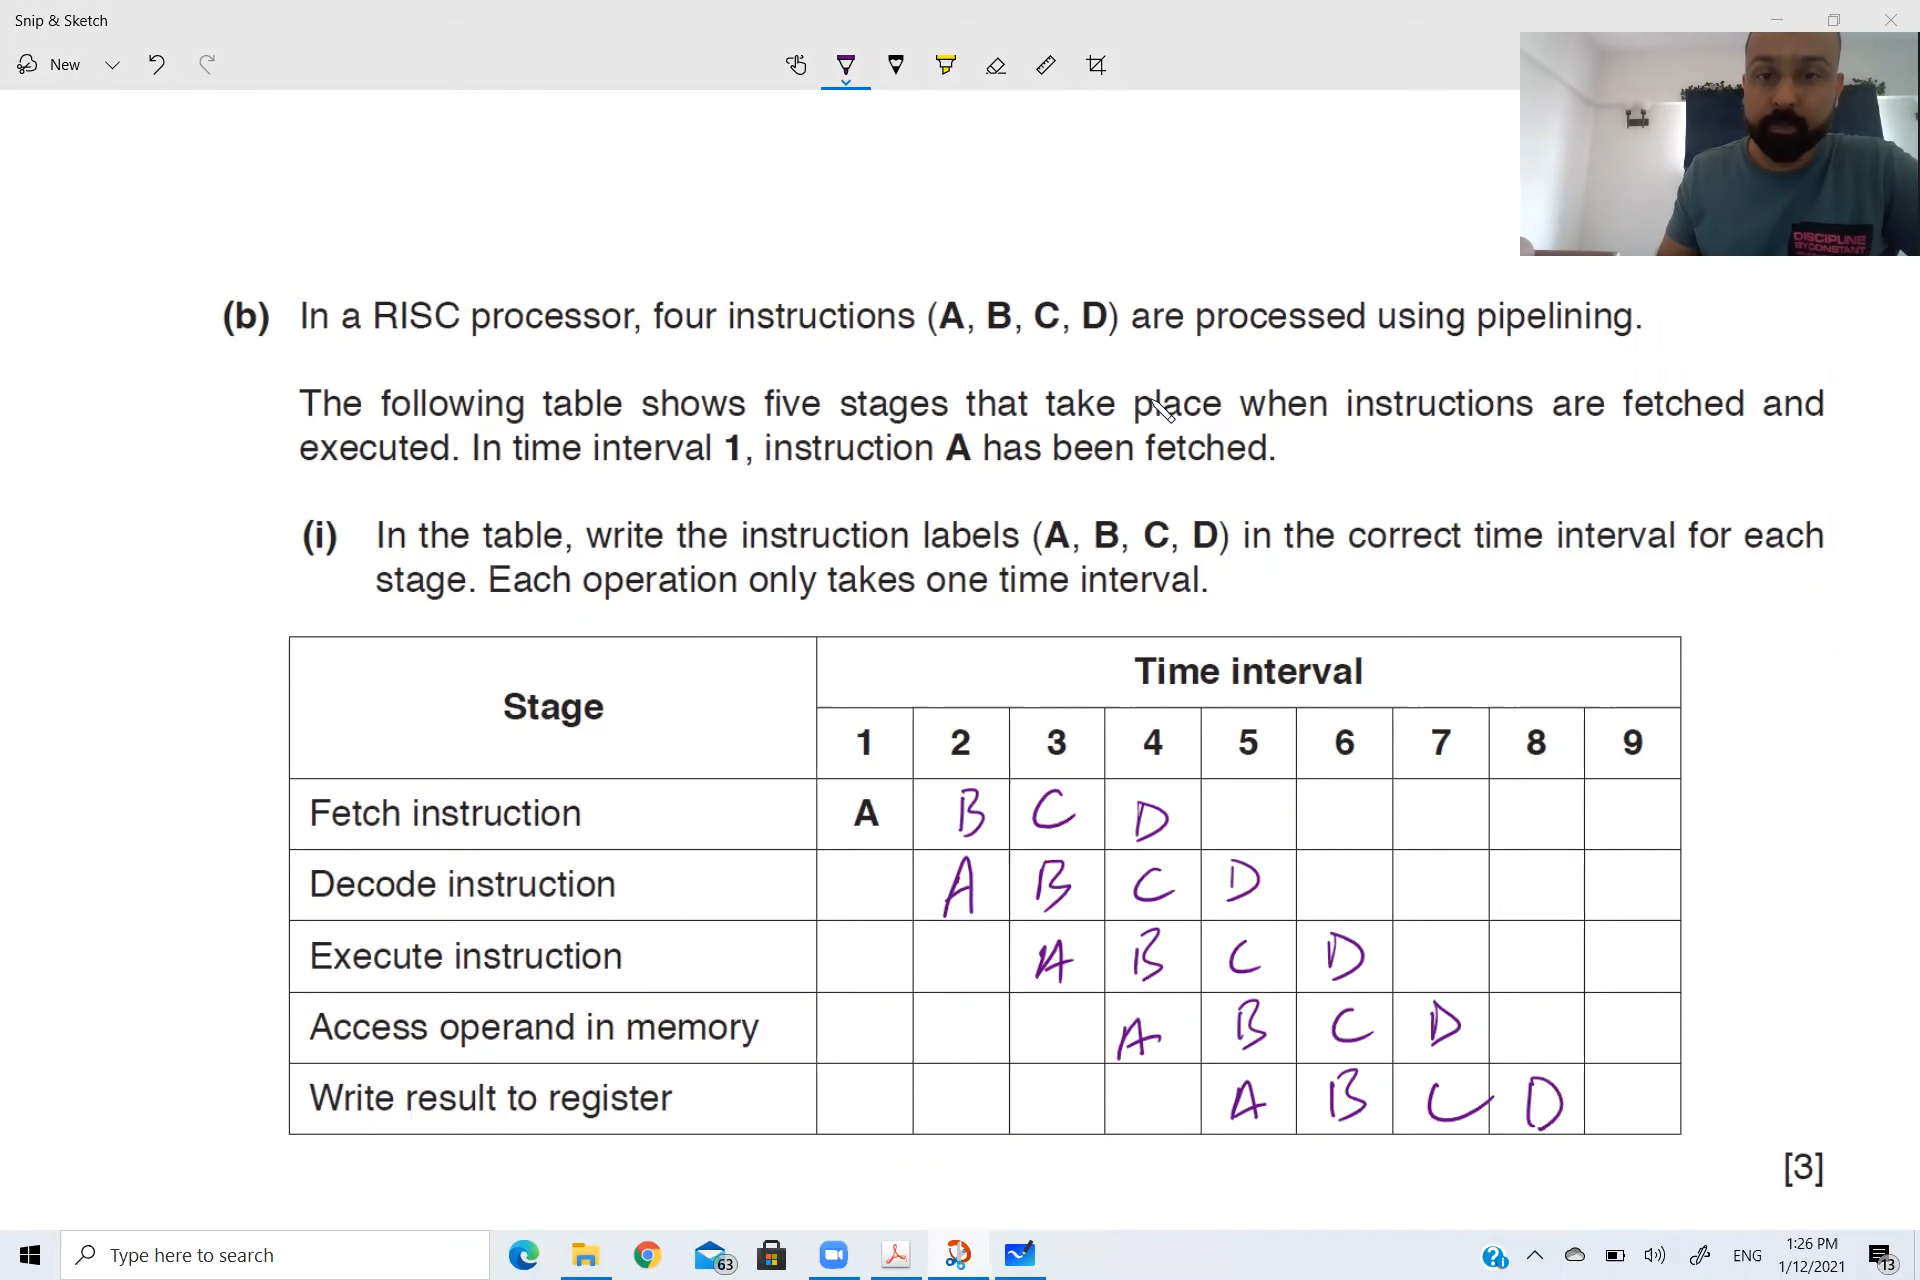 Snip & Sketch
New
DISCIPLINE
BY CONSTANT
(b) In a RISC processor, four instructions (A, B, C, D) are processed using pipelining.
The following table shows five stages that take place when instructions are fetched and
executed. In time interval 1, instruction A has been fetched.
(i) In the table, write the instruction labels (A, B, C, D) in the correct time interval for each
stage. Each operation only takes one time interval.
Stage Time interval
1 2 3 4 5 6 7 8 9
Fetch instruction A B C D
Decode instruction A B C D
Execute instruction A B C D
Access operand in memory A B C D
Write result to register A B C D
[3]
Type here to search
63
ENG
1:26 PM
1/12/2021
13